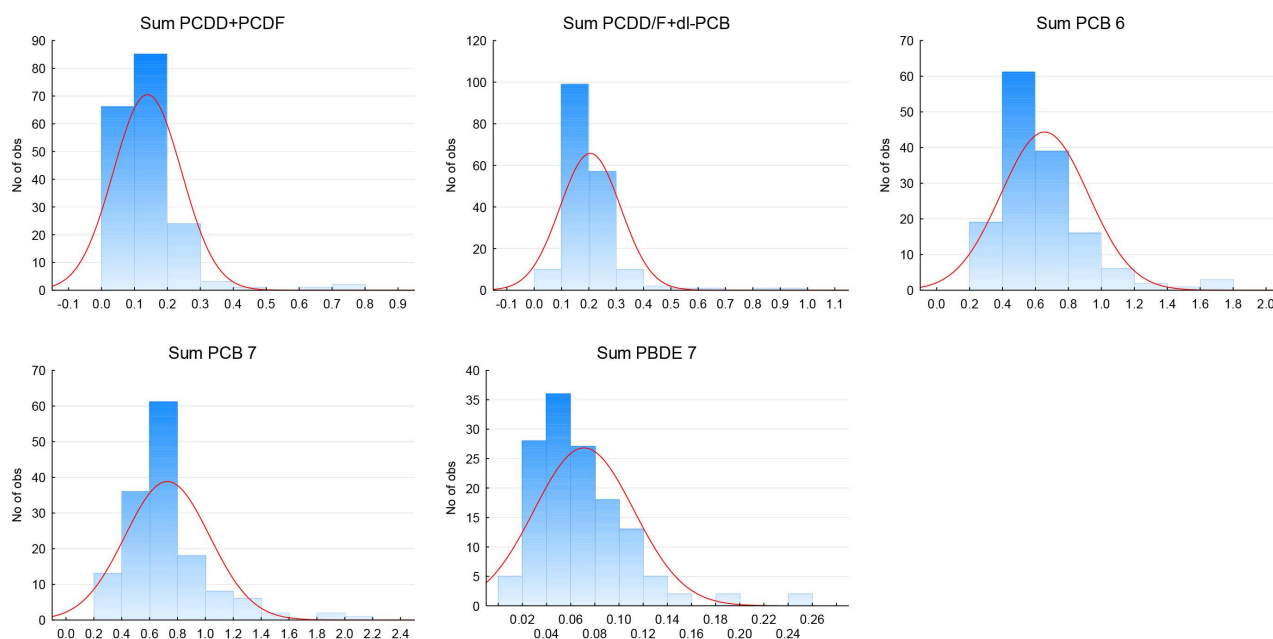 Sum PCDD+PCDF
No of obs
90
80
70
60
50
40
30
20
10
0
-0.1 0.0 0.1 0.2 0.3 0.4 0.5 0.6 0.7 0.8 0.9
Sum PCDD/F+dl-PCB
No of obs
120
100
80
60
40
20
0
-0.1 0.0 0.1 0.2 0.3 0.4 0.5 0.6 0.7 0.8 0.9 1.0 1.1
Sum PCB 6
No of obs
70
60
50
40
30
20
10
0
0.0 0.2 0.4 0.6 0.8 1.0 1.2 1.4 1.6 1.8 2.0
Sum PCB 7
No of obs
70
60
50
40
30
20
10
0
0.0 0.2 0.4 0.6 0.8 1.0 1.2 1.4 1.6 1.8 2.0 2.2 2.4
Sum PBDE 7
No of obs
40
35
30
25
20
15
10
5
0
0.02 0.06 0.10 0.14 0.18 0.22 0.26
0.04 0.08 0.12 0.16 0.20 0.24